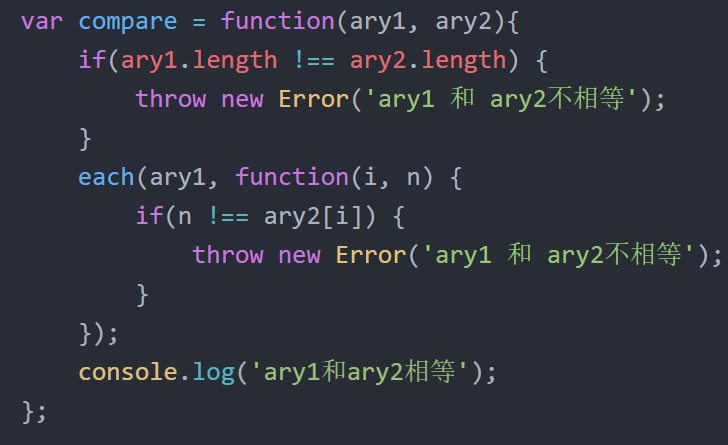 var compare = function(ary1, ary2){
    if(ary1.length !== ary2.length) {
        throw new Error('ary1 和 ary2不相等');
    }
    each(ary1, function(i, n) {
        if(n !== ary2[i]) {
            throw new Error('ary1 和 ary2不相等');
        }
    });
    console.log('ary1和ary2相等');
};